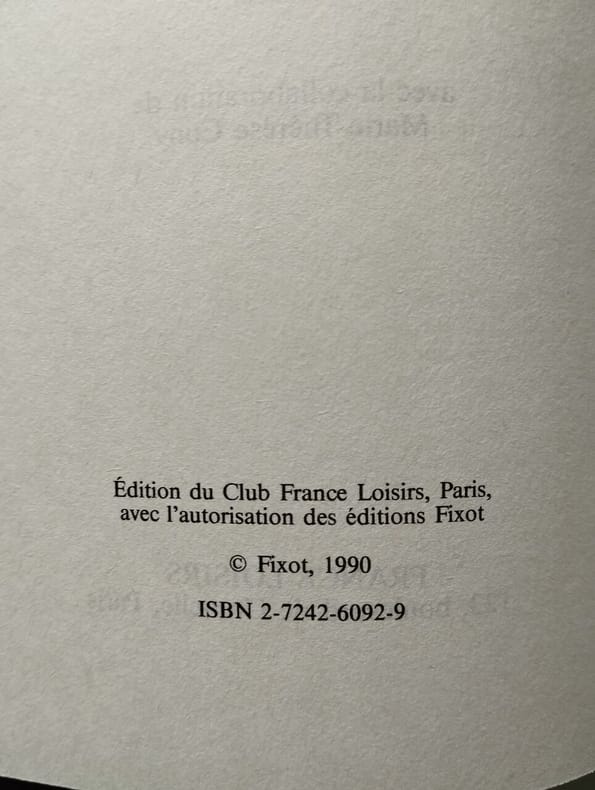 Édition du Club France Loisirs, Paris,
avec l'autorisation des éditions Fixot
© Fixot, 1990
ISBN 2-7242-6092-9